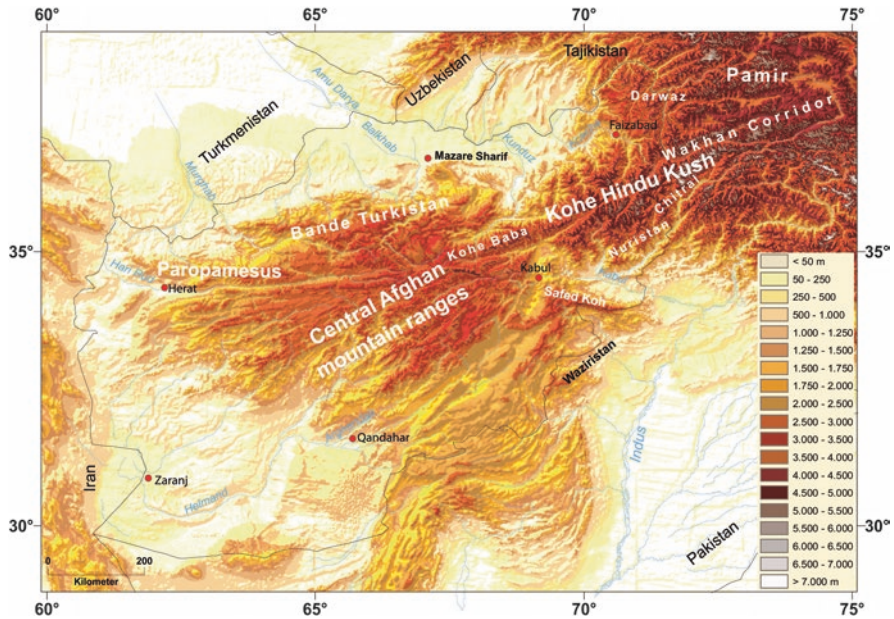 60°
65°
70°
75°
Tajikistan
Pamir
Uzbekistan
Darwaz
Amu Darya
Faizabad
Turkmenistan
Wakhan Corridor
Balkhab
Kunduz
Mazare Sharif
Murghab
Kohe Hindu Kush
Chitral
Bande Turkistan
Nuristan
Kohe Baba
35°
35°
Paropamesus
Kabul
Herat
Central Afghan
mountain ranges
Safed Koh
Waziristan
Qandahar
Indus
Zaranj
Iran
Helmand
30°
30°
Pakistan
0
200
Kilometer
< 50 m
50 - 250
250 - 500
500 - 1.000
1.000 - 1.250
1.250 - 1.500
1.500 - 1.750
1.750 - 2.000
2.000 - 2.500
2.500 - 3.000
3.000 - 3.500
3.500 - 4.000
4.000 - 4.500
4.500 - 5.000
5.000 - 5.500
5.500 - 6.000
6.000 - 6.500
6.500 - 7.000
> 7.000 m
60°
65°
70°
75°